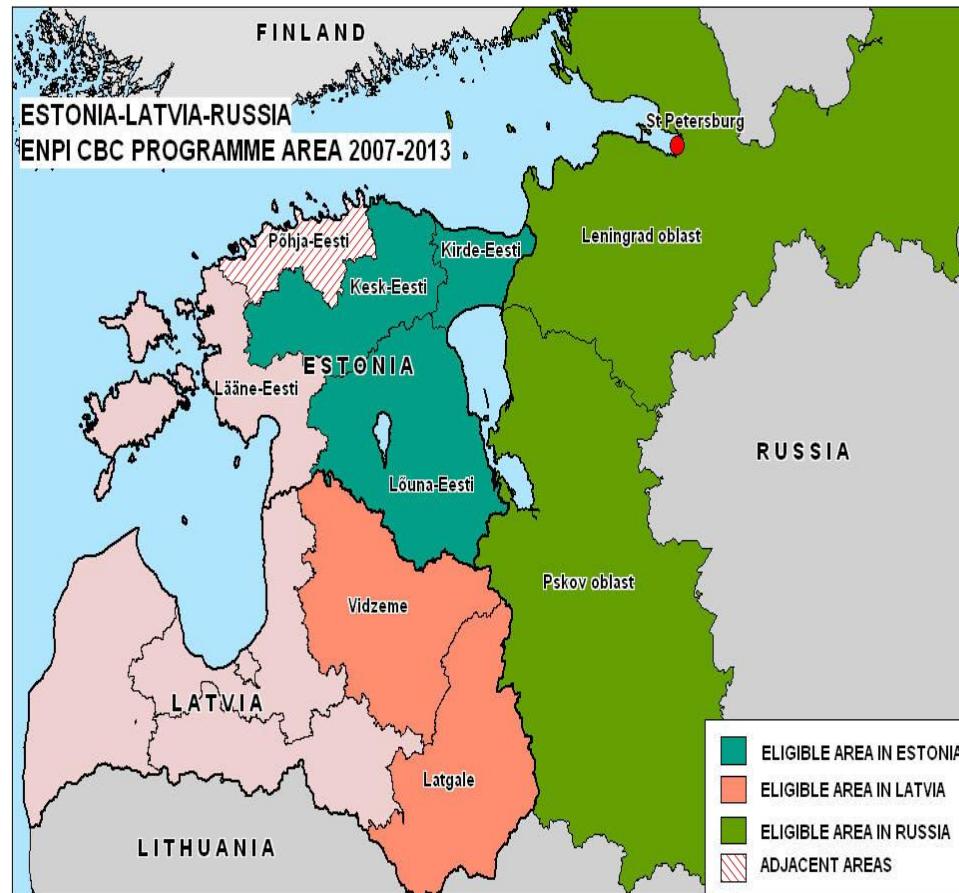 FINLAND
ESTONIA-LATVIA-RUSSIA
ENPI CBC PROGRAMME AREA 2007-2013
St Petersburg
Põhja-Eesti
Kirde-Eesti
Leningrad oblast
Kesk-Eesti
ESTONIA
Lääne-Eesti
RUSSIA
Lõuna-Eesti
Pskov oblast
Vidzeme
LATVIA
Latgale
LITHUANIA
ELIGIBLE AREA IN ESTONIA
ELIGIBLE AREA IN LATVIA
ELIGIBLE AREA IN RUSSIA
ADJACENT AREAS